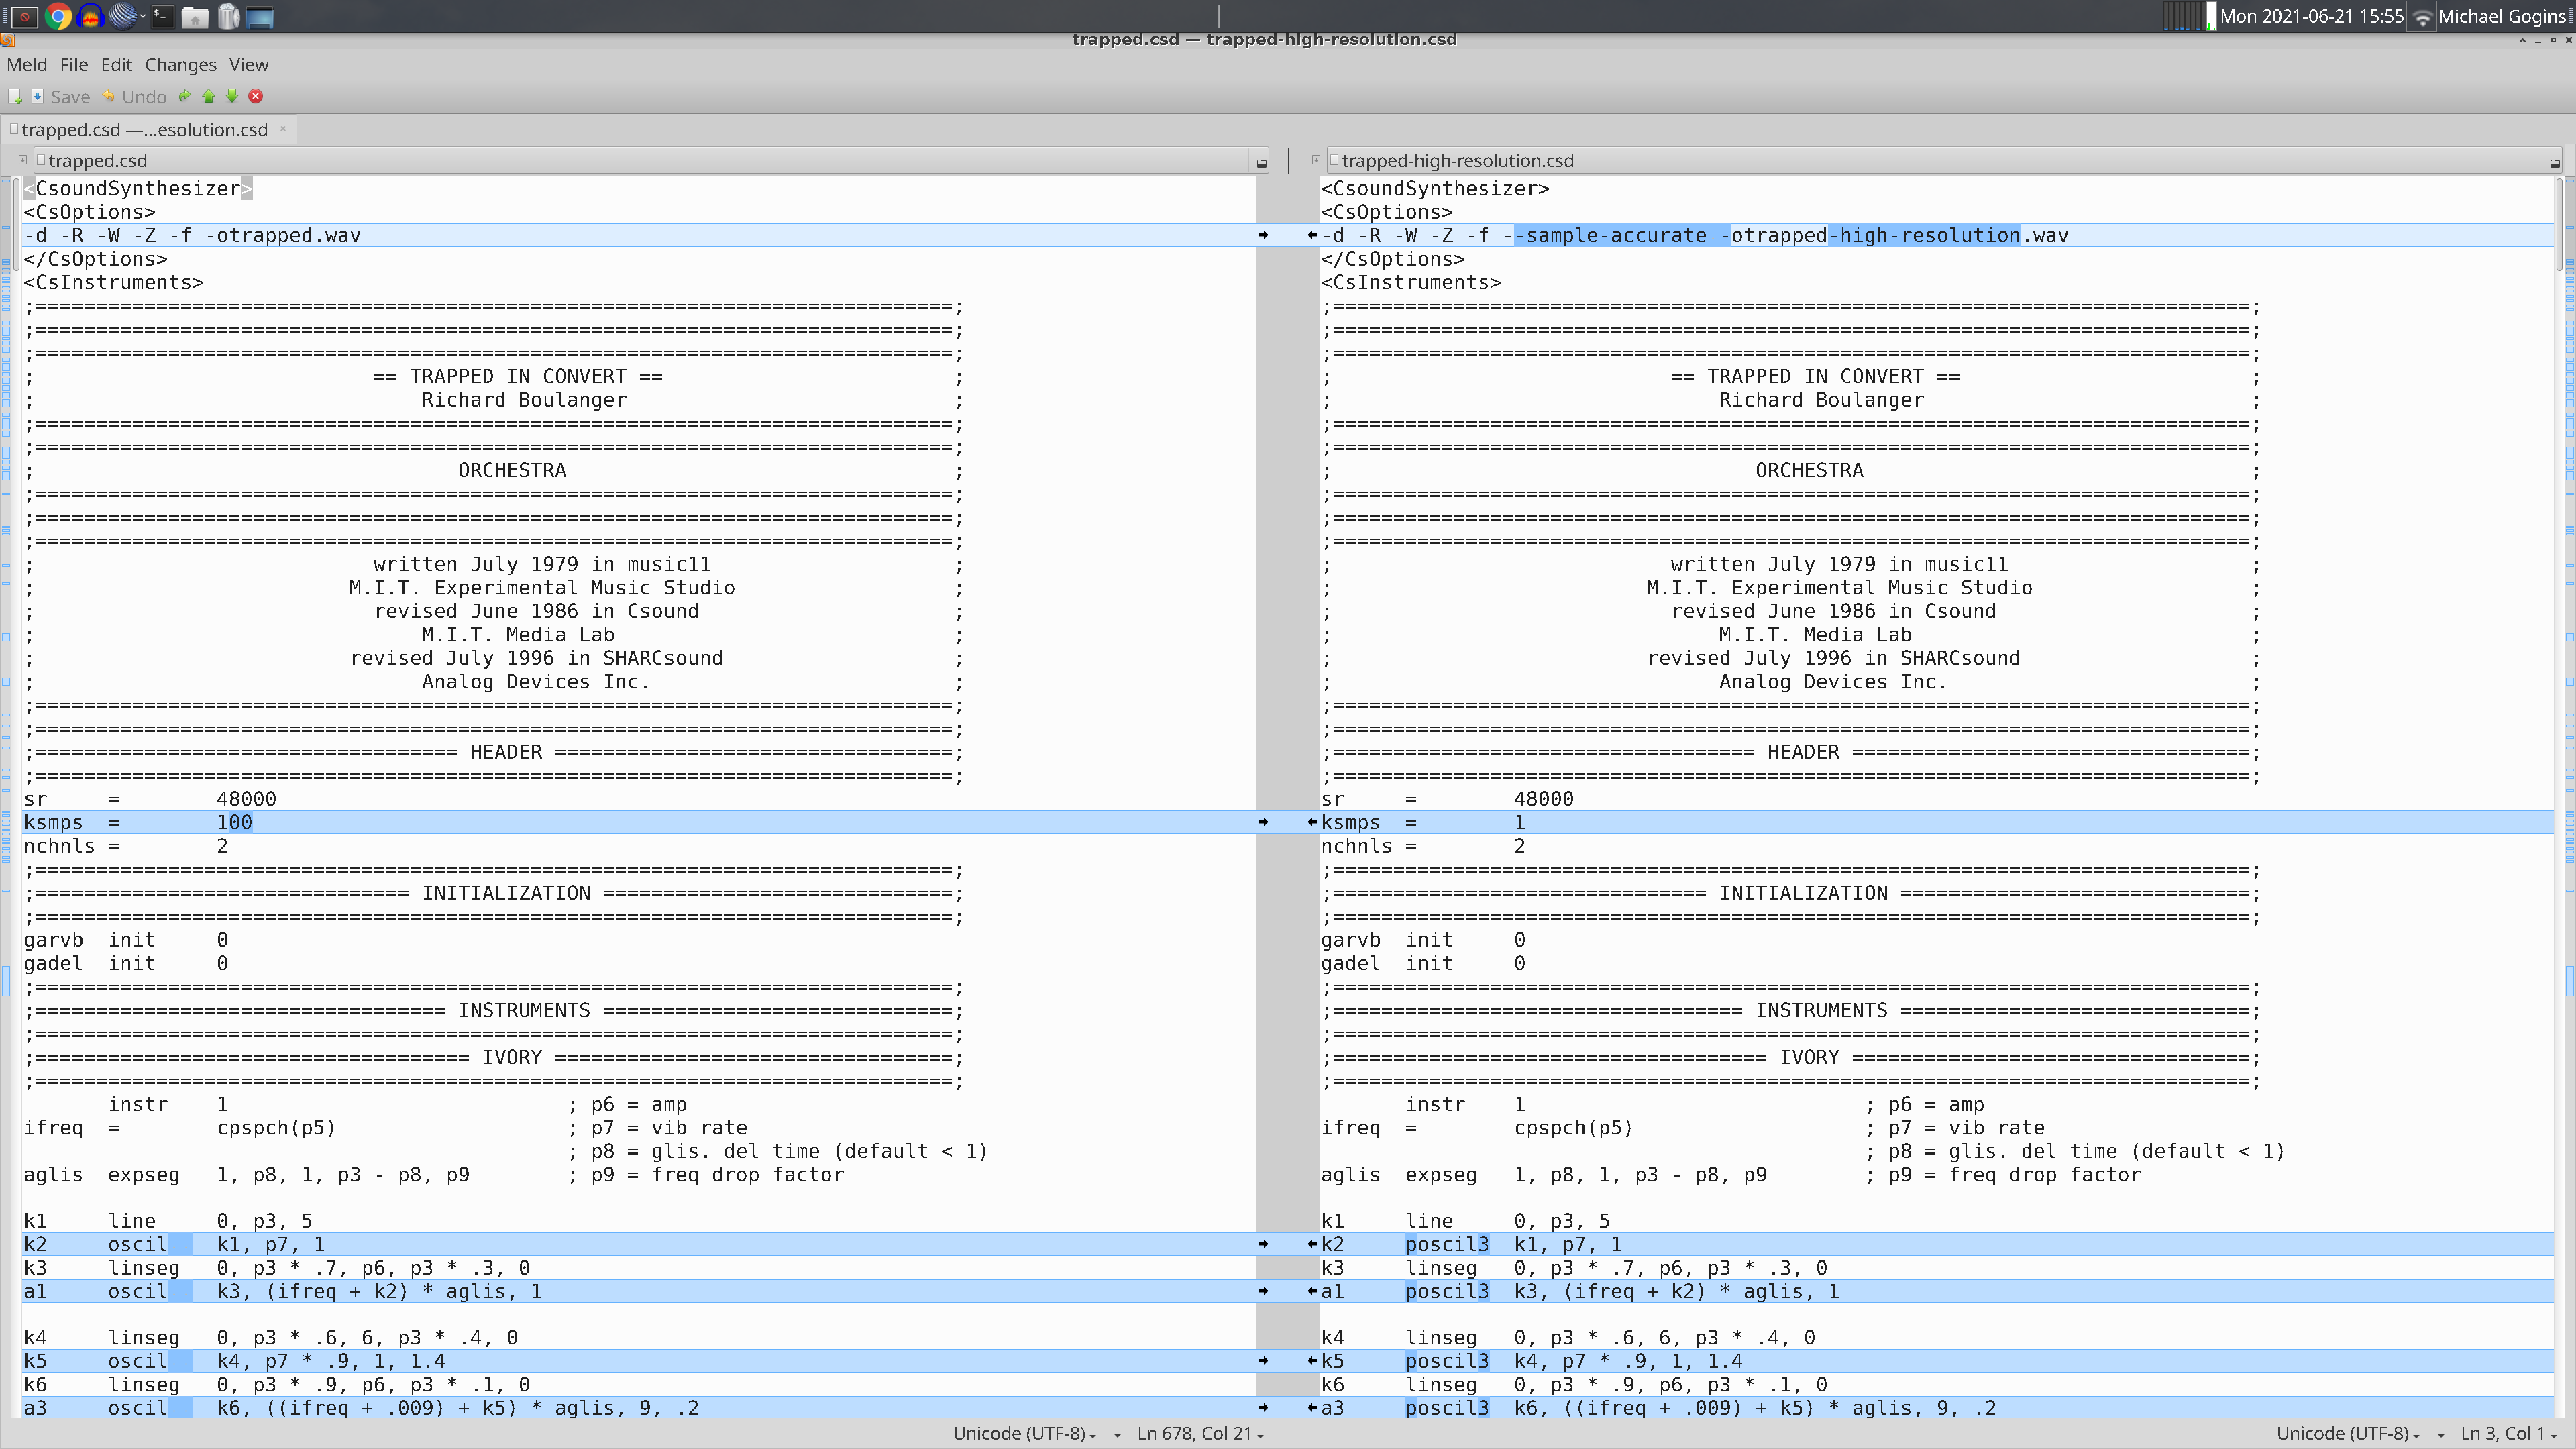 Mon 2021-06-21 15:55 Michael Gogins
trapped.csd — trapped-high-resolution.csd
Meld File Edit Changes View
Save Undo
trapped.csd —...esolution.csd
trapped.csd
<CsoundSynthesizer>
<CsOptions>
-d -R -W -Z -f -otrapped.wav
</CsOptions>
<CsInstruments>
;============================================================================;
;============================================================================;
;============================================================================;
; == TRAPPED IN CONVERT == ;
; Richard Boulanger ;
;============================================================================;
;============================================================================;
; ORCHESTRA ;
;============================================================================;
;============================================================================;
;============================================================================;
; written July 1979 in music11 ;
; M.I.T. Experimental Music Studio ;
; revised June 1986 in Csound ;
; M.I.T. Media Lab ;
; revised July 1996 in SHARCsound ;
; Analog Devices Inc. ;
;============================================================================;
;============================================================================;
;=================================== HEADER =================================;
;============================================================================;
sr = 48000
ksmps = 100
nchnls = 2
;============================================================================;
;=============================== INITIALIZATION =============================;
;============================================================================;
garvb init 0
gadel init 0
;============================================================================;
;================================== INSTRUMENTS =============================;
;============================================================================;
;==================================== IVORY =================================;
;============================================================================;
instr 1 ; p6 = amp
ifreq = cpspch(p5) ; p7 = vib rate
; p8 = glis. del time (default < 1)
aglis expseg 1, p8, 1, p3 - p8, p9 ; p9 = freq drop factor
k1 line 0, p3, 5
k2 oscil k1, p7, 1
k3 linseg 0, p3 * .7, p6, p3 * .3, 0
a1 oscil k3, (ifreq + k2) * aglis, 1
k4 linseg 0, p3 * .6, 6, p3 * .4, 0
k5 oscil k4, p7 * .9, 1, 1.4
k6 linseg 0, p3 * .9, p6, p3 * .1, 0
a3 oscil k6, ((ifreq + .009) + k5) * aglis, 9, .2
Unicode (UTF-8) Ln 678, Col 21
trapped-high-resolution.csd
<CsoundSynthesizer>
<CsOptions>
-d -R -W -Z -f --sample-accurate -otrapped-high-resolution.wav
</CsOptions>
<CsInstruments>
;============================================================================;
;============================================================================;
;============================================================================;
; == TRAPPED IN CONVERT == ;
; Richard Boulanger ;
;============================================================================;
;============================================================================;
; ORCHESTRA ;
;============================================================================;
;============================================================================;
;============================================================================;
; written July 1979 in music11 ;
; M.I.T. Experimental Music Studio ;
; revised June 1986 in Csound ;
; M.I.T. Media Lab ;
; revised July 1996 in SHARCsound ;
; Analog Devices Inc. ;
;============================================================================;
;============================================================================;
;=================================== HEADER =================================;
;============================================================================;
sr = 48000
ksmps = 1
nchnls = 2
;============================================================================;
;=============================== INITIALIZATION =============================;
;============================================================================;
garvb init 0
gadel init 0
;============================================================================;
;================================== INSTRUMENTS =============================;
;============================================================================;
;==================================== IVORY =================================;
;============================================================================;
instr 1 ; p6 = amp
ifreq = cpspch(p5) ; p7 = vib rate
; p8 = glis. del time (default < 1)
aglis expseg 1, p8, 1, p3 - p8, p9 ; p9 = freq drop factor
k1 line 0, p3, 5
k2 poscil3 k1, p7, 1
k3 linseg 0, p3 * .7, p6, p3 * .3, 0
a1 poscil3 k3, (ifreq + k2) * aglis, 1
k4 linseg 0, p3 * .6, 6, p3 * .4, 0
k5 poscil3 k4, p7 * .9, 1, 1.4
k6 linseg 0, p3 * .9, p6, p3 * .1, 0
a3 poscil3 k6, ((ifreq + .009) + k5) * aglis, 9, .2
Unicode (UTF-8) Ln 3, Col 1